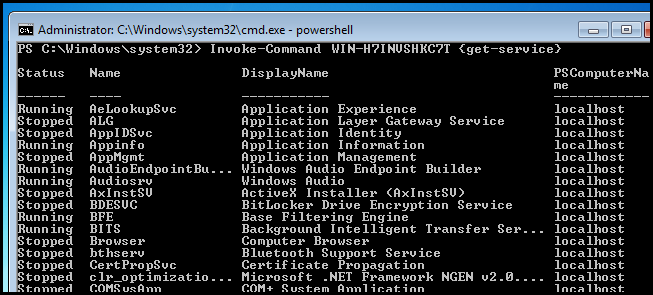 Administrator: C:\Windows\system32\cmd.exe - powershell
PS C:\Windows\system32> Invoke-Command WIN-H7INVSHKC7T {get-service}
Status Name DisplayName PSComputerNa
me
------ ---- ----------- ------------
Running AeLookupSvc Application Experience localhost
Stopped ALG Application Layer Gateway Service localhost
Stopped AppIDSvc Application Identity localhost
Running Appinfo Application Information localhost
Stopped AppMgmt Application Management localhost
Running AudioEndpointBu... Windows Audio Endpoint Builder localhost
Running Audiosrv Windows Audio localhost
Stopped AxInstSV ActiveX Installer (AxInstSV) localhost
Stopped BDESVC BitLocker Drive Encryption Service localhost
Running BFE Base Filtering Engine localhost
Running BITS Background Intelligent Transfer Ser... localhost
Stopped Browser Computer Browser localhost
Stopped bthserv Bluetooth Support Service localhost
Stopped CertPropSvc Certificate Propagation localhost
Stopped clr_optimizatio... Microsoft .NET Framework NGEN v2.0.... localhost
Stopped COMSysApp COM+ System Application localhost